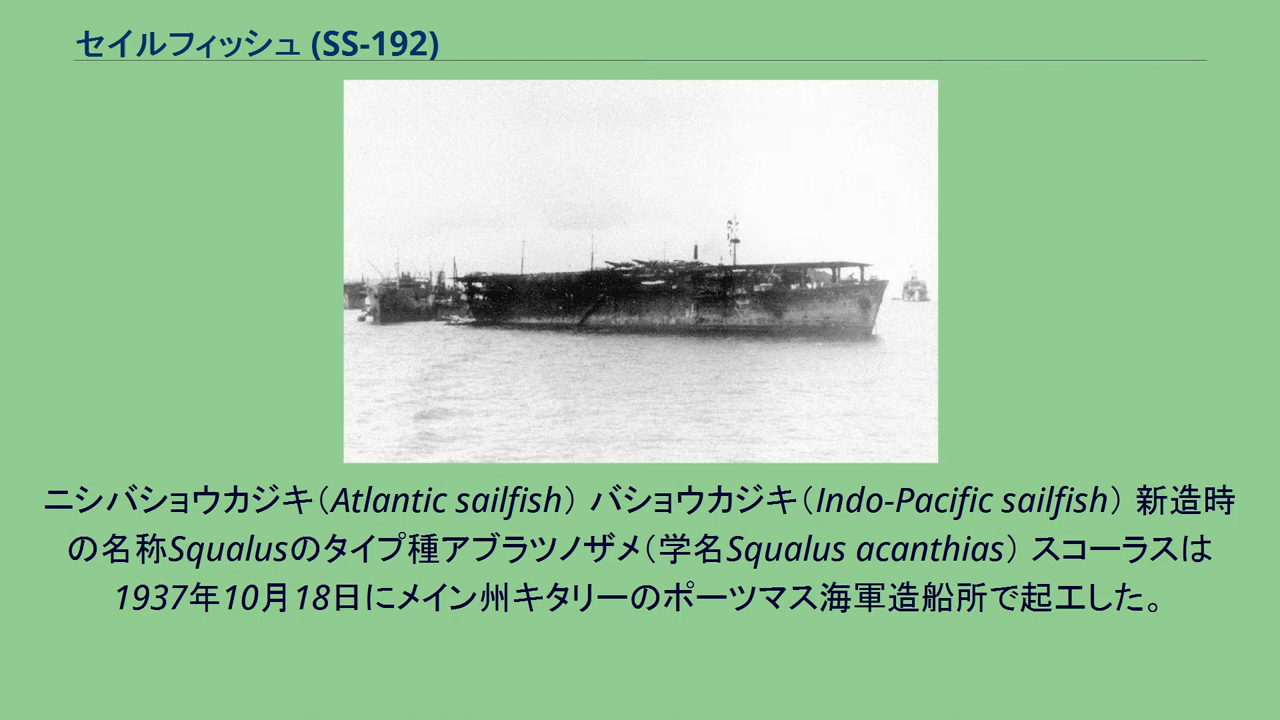 セイルフィッシュ (SS-192)
ニシバショウカジキ（Atlantic sailfish） バショウカジキ（Indo-Pacific sailfish） 新造時
の名称Squalusのタイプ種アブラツノザメ（学名Squalus acanthias） スコーラスは
1937年10月18日にメイン州キタリーのポーツマス海軍造船所で起工した。